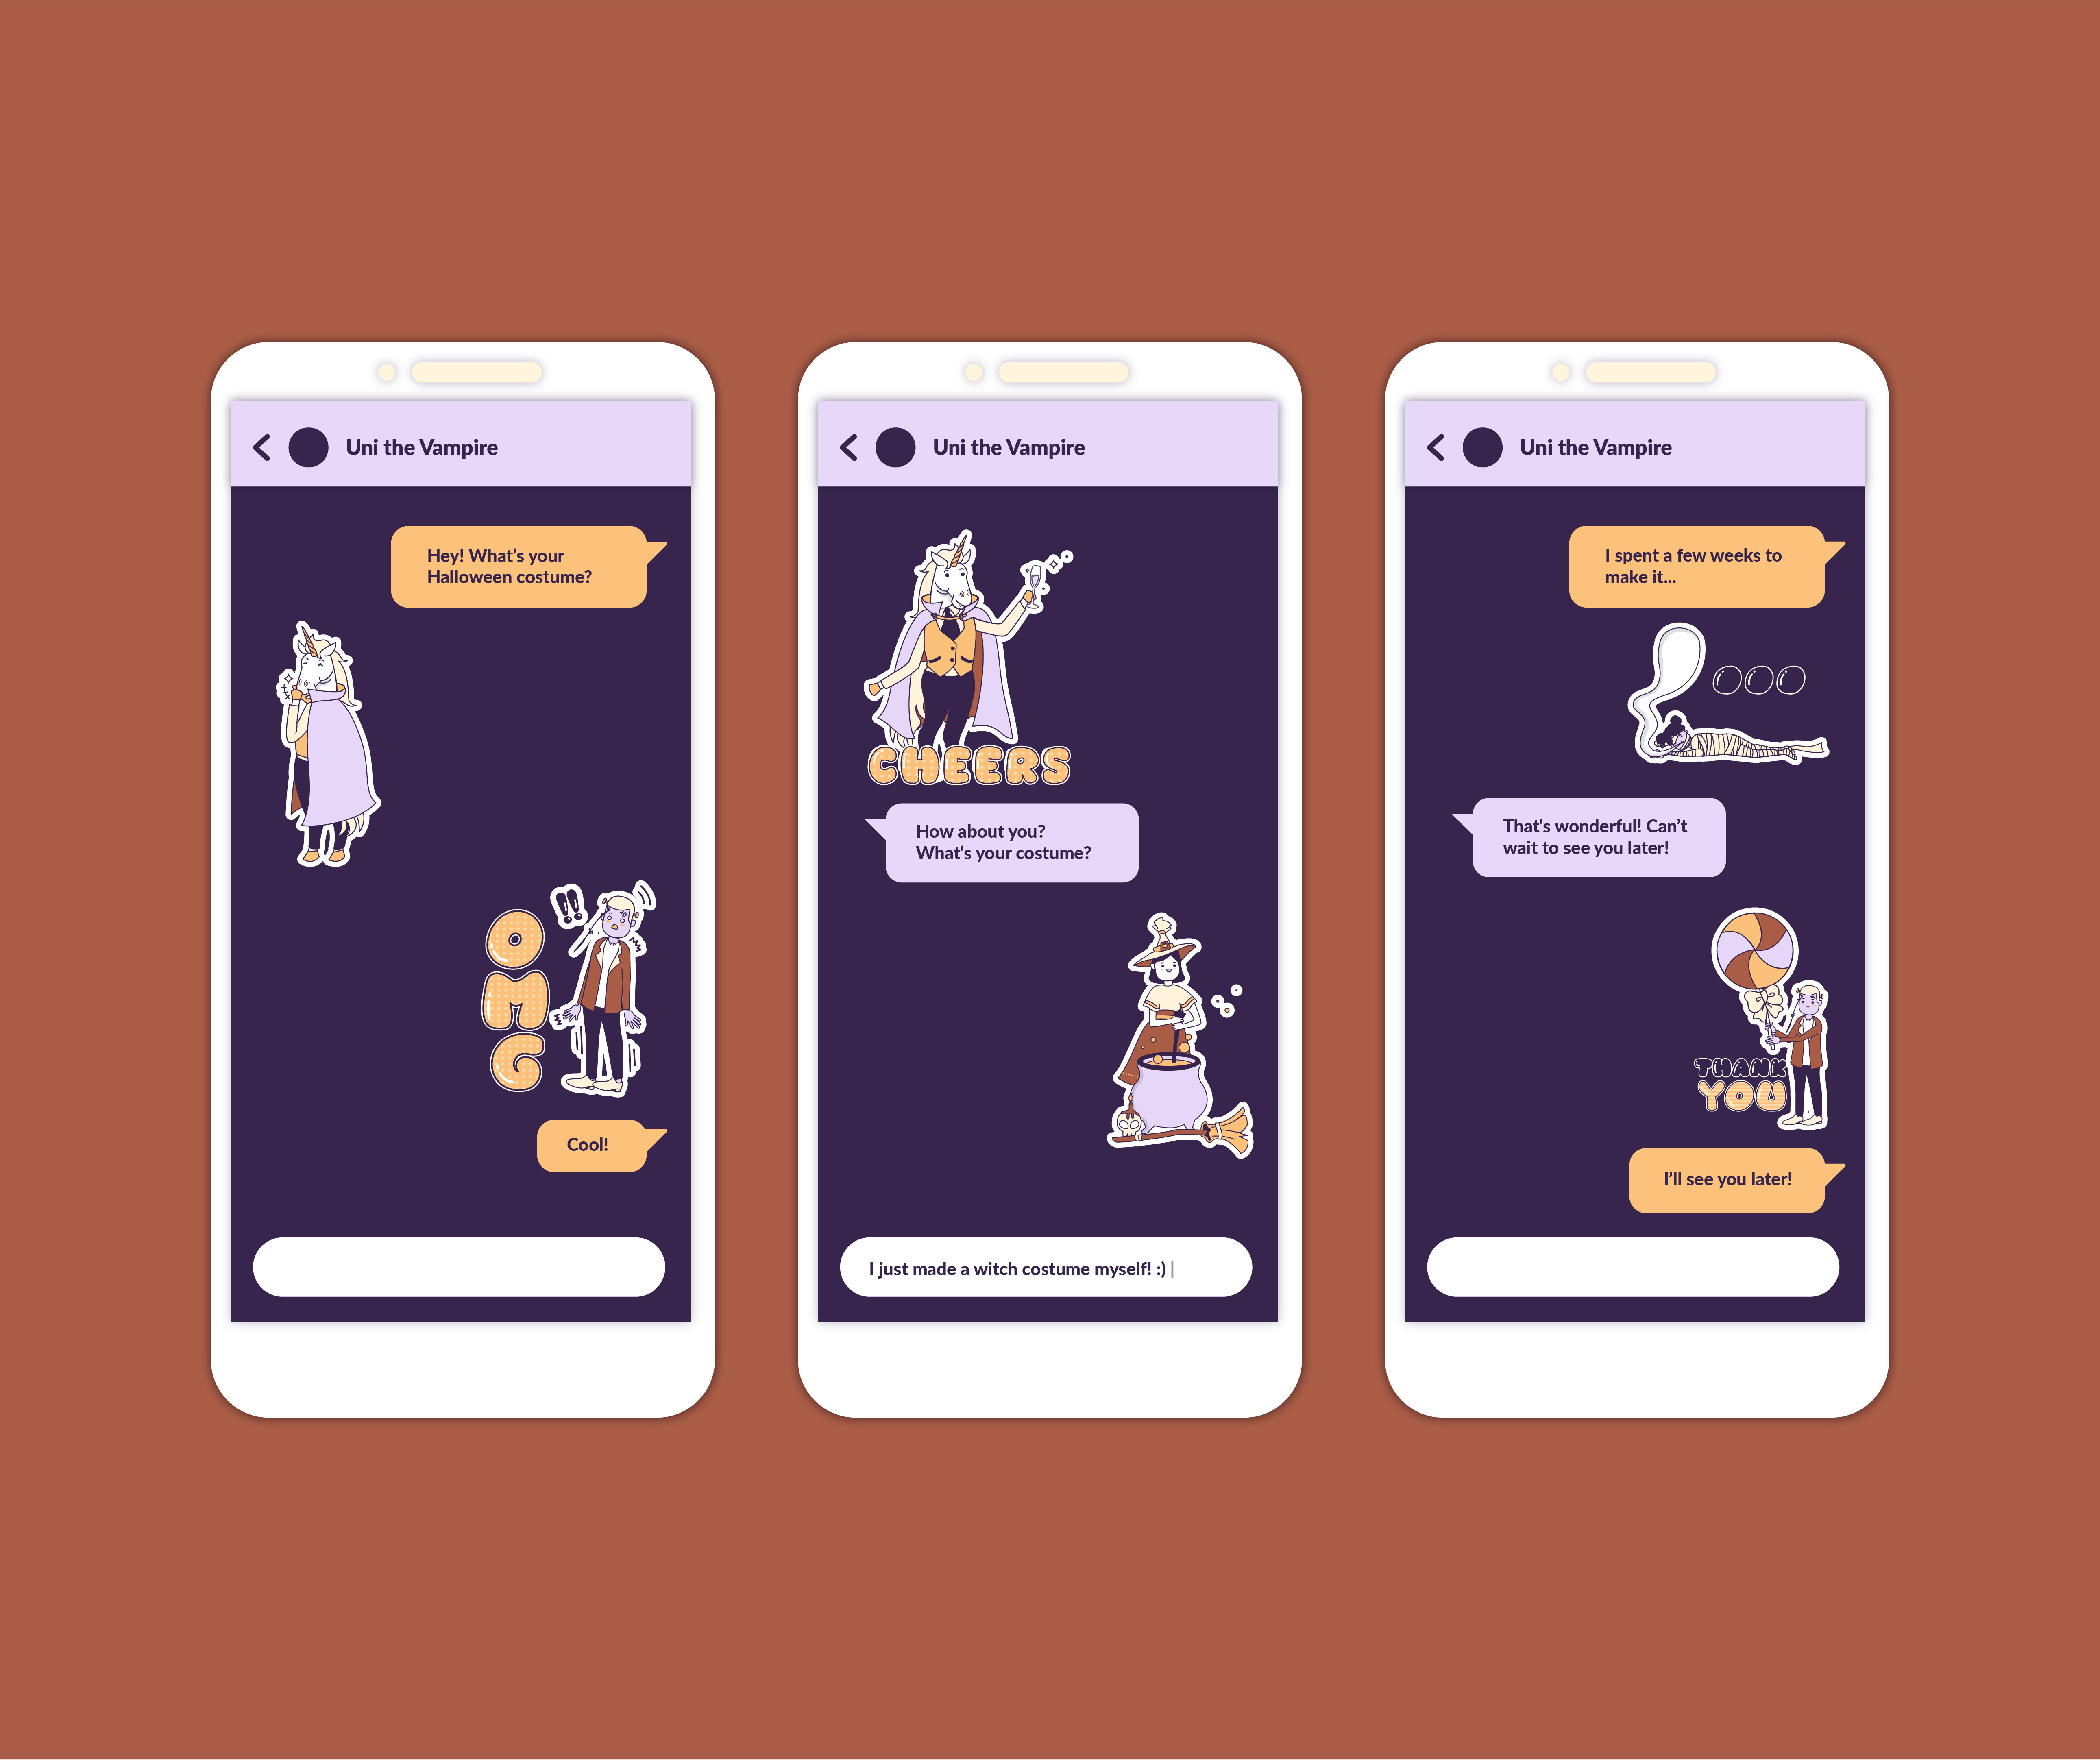 Uni the Vampire
Hey! What's your
Halloween costume?
OMG
!!
Cool!
Uni the Vampire
CHEERS
How about you?
What's your costume?
I just made a witch costume myself! :)
Uni the Vampire
I spent a few weeks to
make it...
That's wonderful! Can't
wait to see you later!
THANK
YOU
I'll see you later!